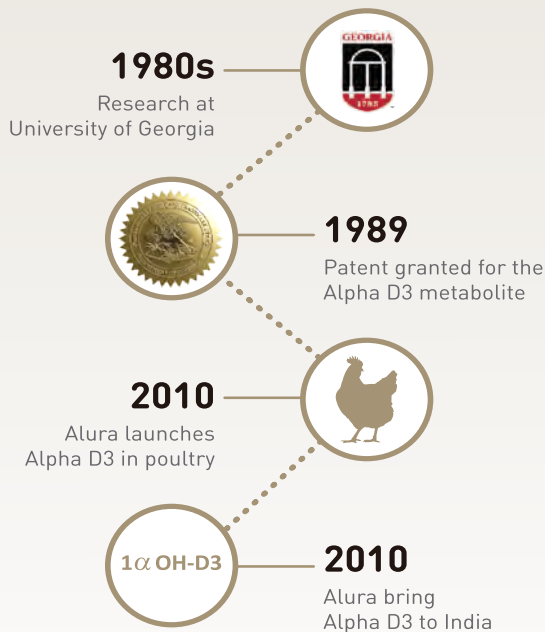 GEORGIA
1785
1980s
Research at
University of Georgia
1989
Patent granted for the
Alpha D3 metabolite
2010
Alura launches
Alpha D3 in poultry
1α OH-D3
2010
Alura bring
Alpha D3 to India